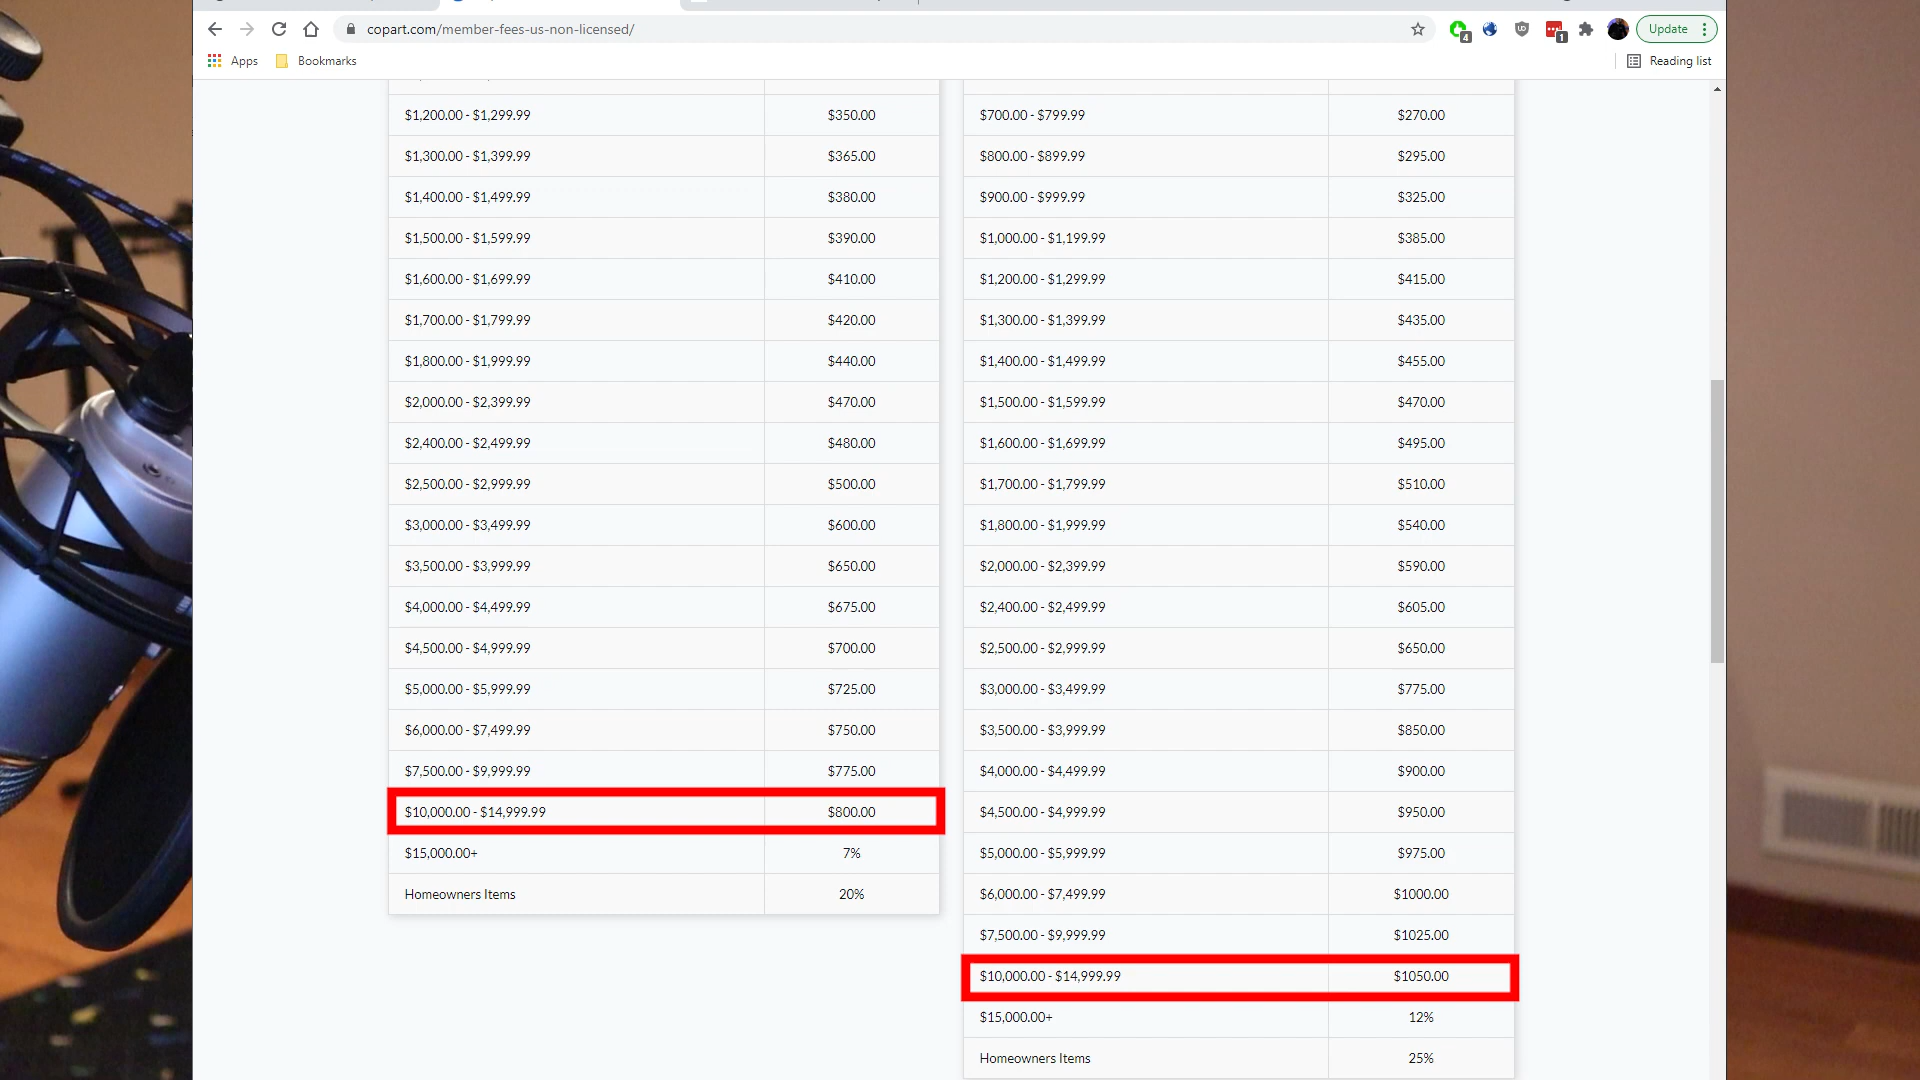 copart.com/member-fees-us-non-licensed/
4
1
Update
Apps
Bookmarks
Reading list
$1,200.00 - $1,299.99 $350.00
$1,300.00 - $1,399.99 $365.00
$1,400.00 - $1,499.99 $380.00
$1,500.00 - $1,599.99 $390.00
$1,600.00 - $1,699.99 $410.00
$1,700.00 - $1,799.99 $420.00
$1,800.00 - $1,999.99 $440.00
$2,000.00 - $2,399.99 $470.00
$2,400.00 - $2,499.99 $480.00
$2,500.00 - $2,999.99 $500.00
$3,000.00 - $3,499.99 $600.00
$3,500.00 - $3,999.99 $650.00
$4,000.00 - $4,499.99 $675.00
$4,500.00 - $4,999.99 $700.00
$5,000.00 - $5,999.99 $725.00
$6,000.00 - $7,499.99 $750.00
$7,500.00 - $9,999.99 $775.00
$10,000.00 - $14,999.99 $800.00
$15,000.00+ 7%
Homeowners Items 20%
$700.00 - $799.99 $270.00
$800.00 - $899.99 $295.00
$900.00 - $999.99 $325.00
$1,000.00 - $1,199.99 $385.00
$1,200.00 - $1,299.99 $415.00
$1,300.00 - $1,399.99 $435.00
$1,400.00 - $1,499.99 $455.00
$1,500.00 - $1,599.99 $470.00
$1,600.00 - $1,699.99 $495.00
$1,700.00 - $1,799.99 $510.00
$1,800.00 - $1,999.99 $540.00
$2,000.00 - $2,399.99 $590.00
$2,400.00 - $2,499.99 $605.00
$2,500.00 - $2,999.99 $650.00
$3,000.00 - $3,499.99 $775.00
$3,500.00 - $3,999.99 $850.00
$4,000.00 - $4,499.99 $900.00
$4,500.00 - $4,999.99 $950.00
$5,000.00 - $5,999.99 $975.00
$6,000.00 - $7,499.99 $1000.00
$7,500.00 - $9,999.99 $1025.00
$10,000.00 - $14,999.99 $1050.00
$15,000.00+ 12%
Homeowners Items 25%